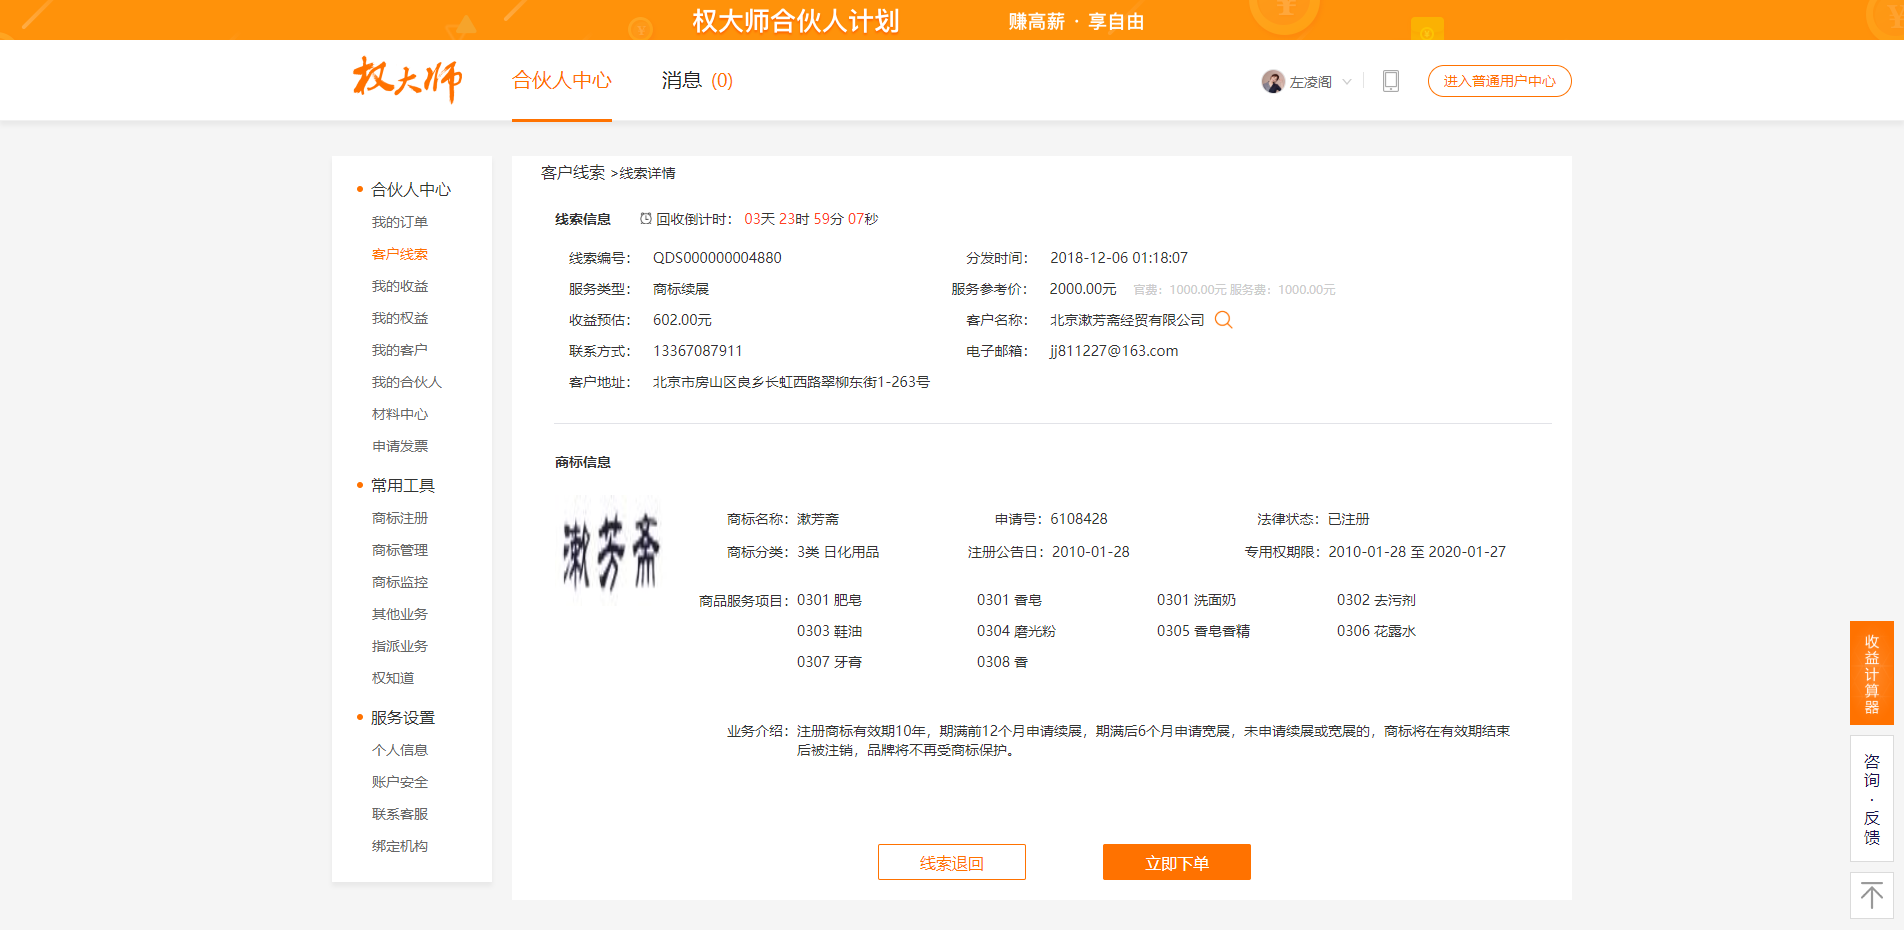 权大师合伙人计划 赚高薪 · 享自由
权大师 合伙人中心 消息 (0) 左凌阁 进入普通用户中心
合伙人中心
我的订单
客户线索
我的收益
我的权益
我的客户
我的合伙人
材料中心
申请发票
常用工具
商标注册
商标管理
商标监控
其他业务
指派业务
权知道
服务设置
个人信息
账户安全
联系客服
绑定机构
客户线索 >线索详情
线索信息 回收倒计时： 03天 23时 59分 07秒
线索编号： QDS000000004880 分发时间： 2018-12-06 01:18:07
服务类型： 商标续展 服务参考价： 2000.00元 官费：1000.00元 服务费：1000.00元
收益预估： 602.00元 客户名称： 北京漱芳斋经贸有限公司
联系方式： 13367087911 电子邮箱： jj811227@163.com
客户地址： 北京市房山区良乡长虹西路翠柳东街1-263号
商标信息
漱芳斋
商标名称：漱芳斋 申请号：6108428 法律状态：已注册
商标分类：3类 日化用品 注册公告日：2010-01-28 专用权期限：2010-01-28 至 2020-01-27
商品服务项目：0301 肥皂 0301 香皂 0301 洗面奶 0302 去污剂
0303 鞋油 0304 磨光粉 0305 香皂香精 0306 花露水
0307 牙膏 0308 香
业务介绍：注册商标有效期10年，期满前12个月申请续展，期满后6个月申请宽展，未申请续展或宽展的，商标将在有效期结束
后被注销，品牌将不再受商标保护。
线索退回 立即下单
收益计算器
咨询·反馈